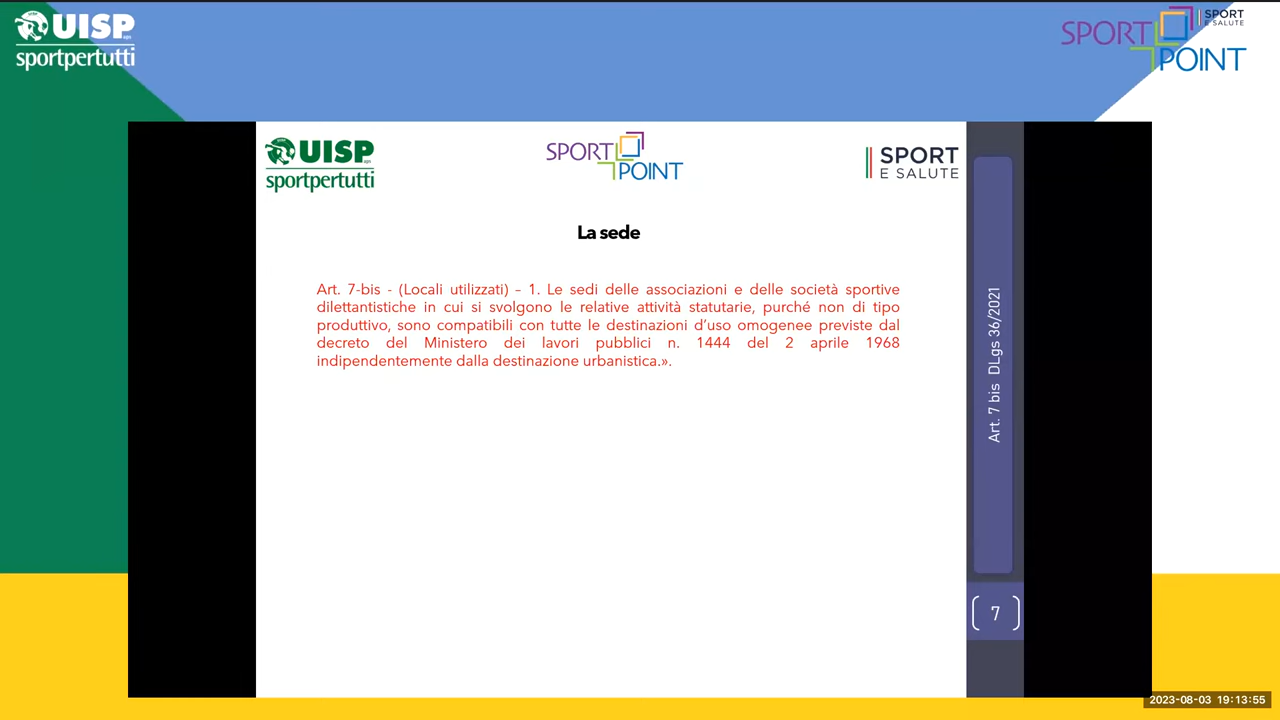 UISP aps
sportpertutti
SPORT
POINT
SPORT
E SALUTE
UISP aps
sportpertutti
SPORT
POINT
SPORT
E SALUTE
La sede
Art. 7-bis - (Locali utilizzati) – 1. Le sedi delle associazioni e delle società sportive
dilettantistiche in cui si svolgono le relative attività statutarie, purché non di tipo
produttivo, sono compatibili con tutte le destinazioni d’uso omogenee previste dal
decreto del Ministero dei lavori pubblici n. 1444 del 2 aprile 1968
indipendentemente dalla destinazione urbanistica.».
Art. 7 bis DLgs 36/2021
7
2023-08-03 19:13:55